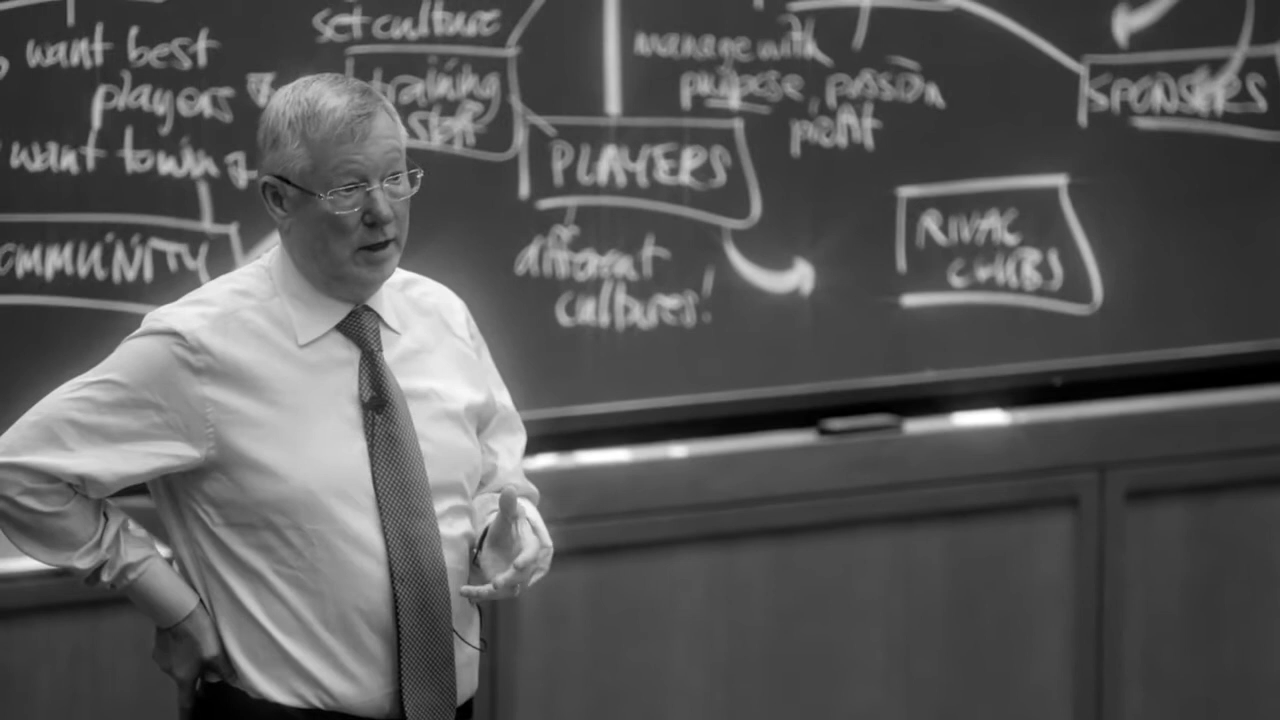 want best
players
want town
COMMUNITY
set culture
training
staff
PLAYERS
different
cultures!
manage with
purpose, passion
profit
SPONSORS
RIVAL
CLUBS